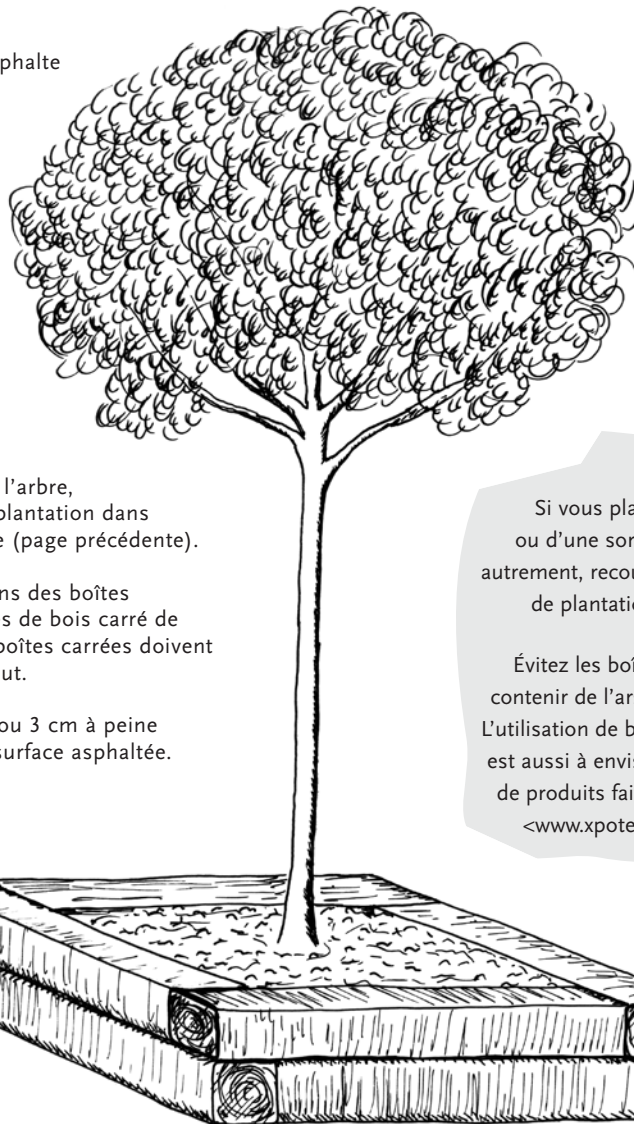 phalte
l'arbre,
plantation dans
e (page précédente).
ns des boîtes
s de bois carré de
boîtes carrées doivent
ut.
ou 3 cm à peine
surface asphaltée.
Si vous pla
ou d'une sor
autrement, recou
de plantatio
Évitez les boî
contenir de l'ar
L'utilisation de b
est aussi à envis
de produits fai
<www.xpote